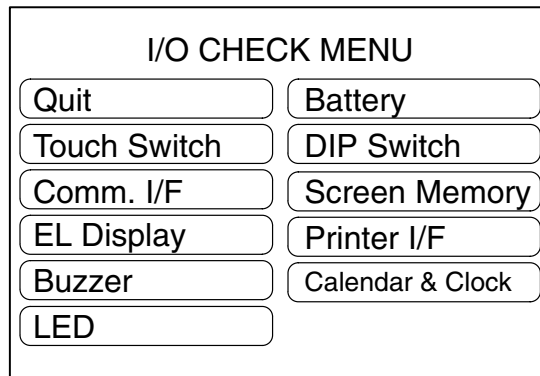 I/O CHECK MENU
Quit
Battery
Touch Switch
DIP Switch
Comm. I/F
Screen Memory
EL Display
Printer I/F
Buzzer
Calendar & Clock
LED